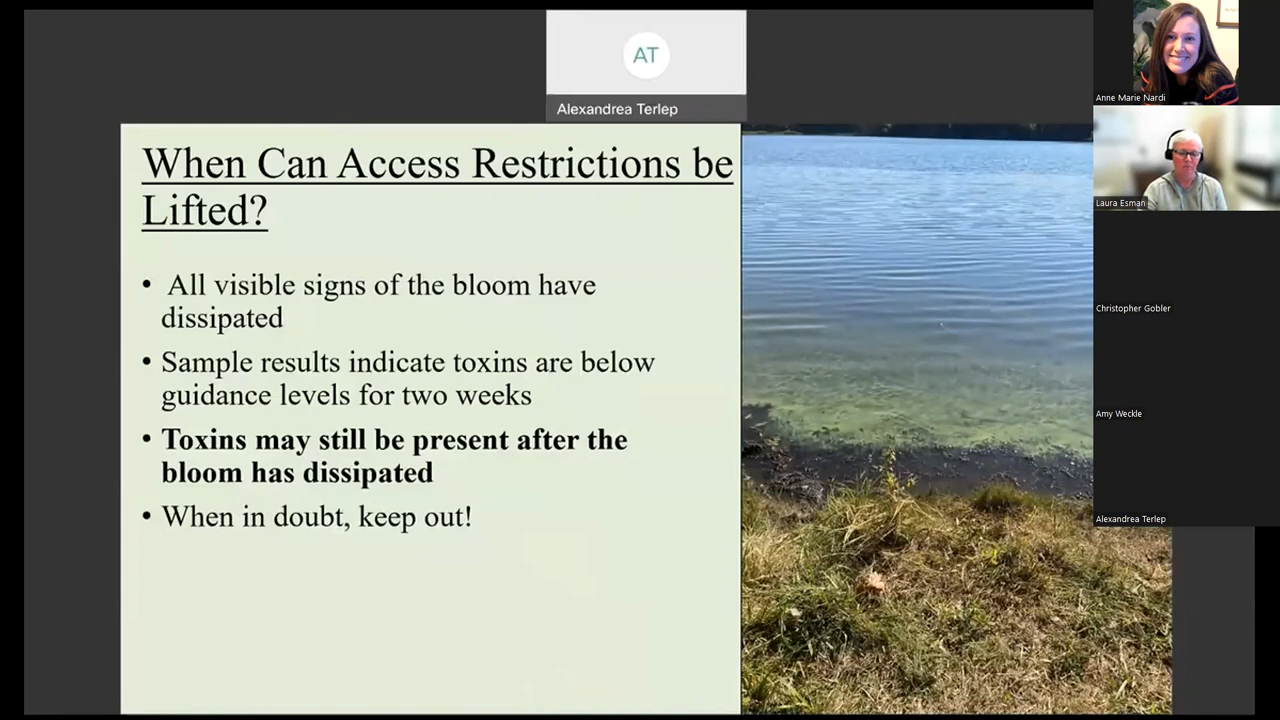 AT
Alexandrea Terlep
When Can Access Restrictions be
Lifted?
• All visible signs of the bloom have
dissipated
• Sample results indicate toxins are below
guidance levels for two weeks
• Toxins may still be present after the
bloom has dissipated
• When in doubt, keep out!
Anne Marie Nardi
Laura Esman
Christopher Gobler
Amy Weckle
Alexandrea Terlep